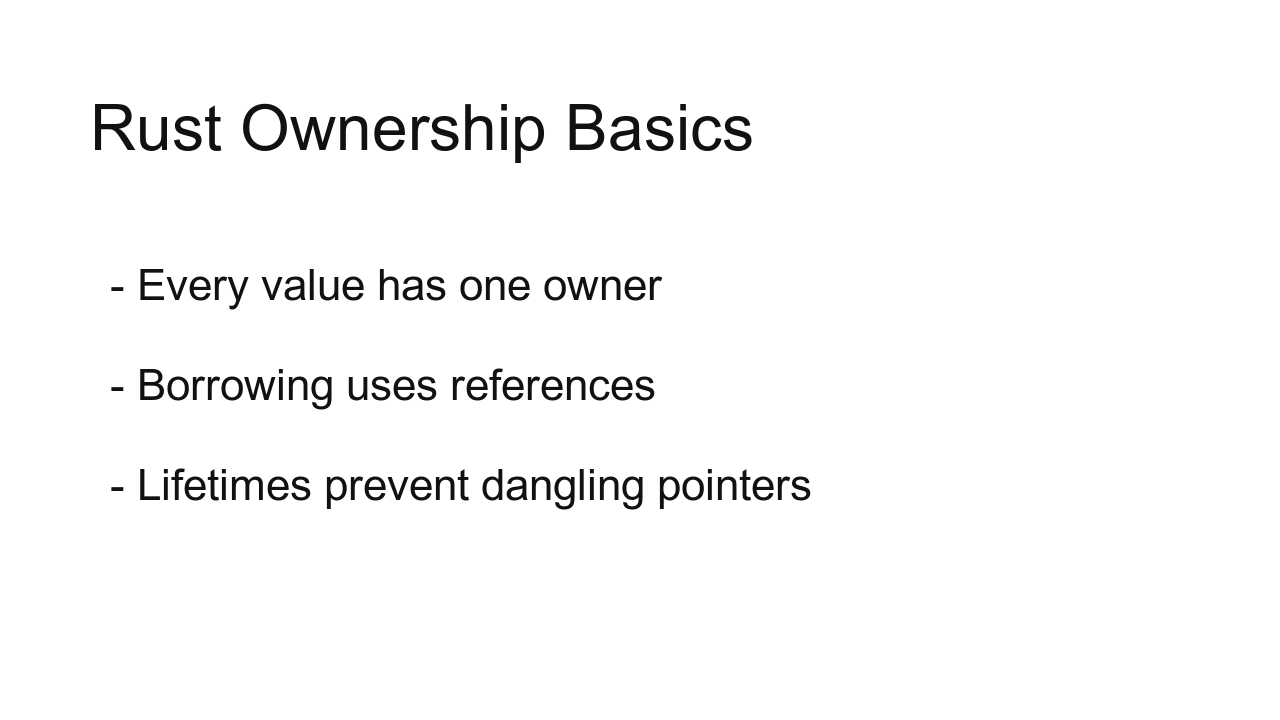 Rust Ownership Basics
- Every value has one owner
- Borrowing uses references
- Lifetimes prevent dangling pointers